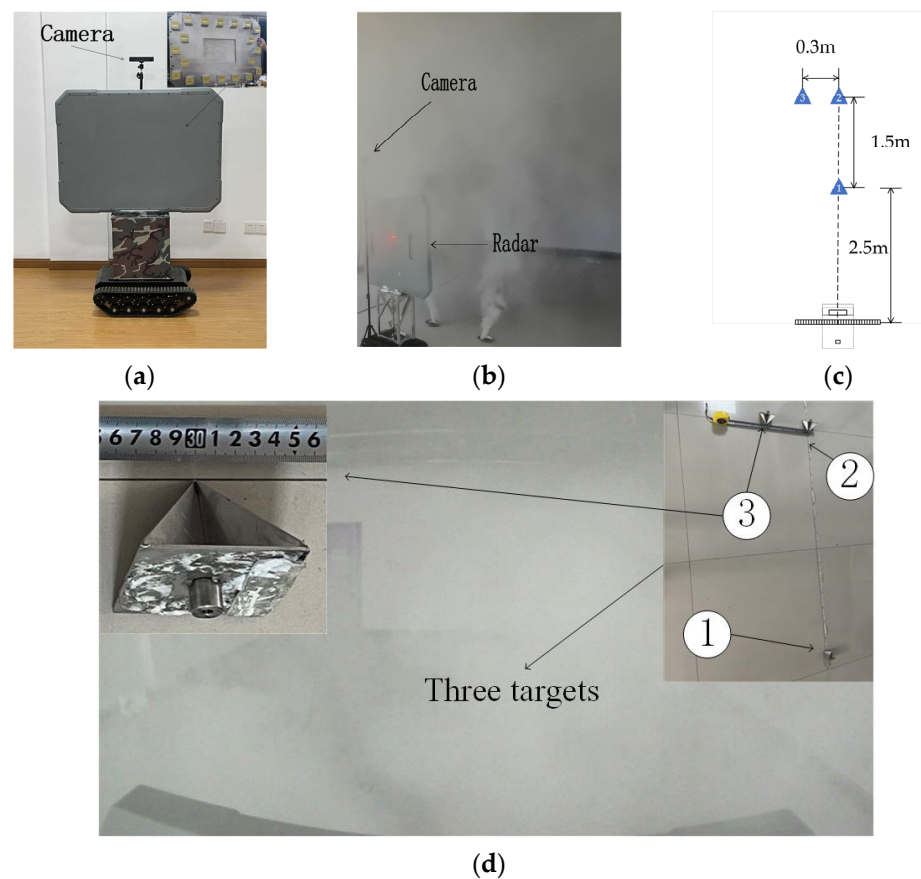 Camera
(a)
Camera
Radar
(b)
0.3m
3
2
1.5m
1
2.5m
(c)
6 7 8 9 30 1 2 3 4 5 6
②
③
①
Three targets
(d)